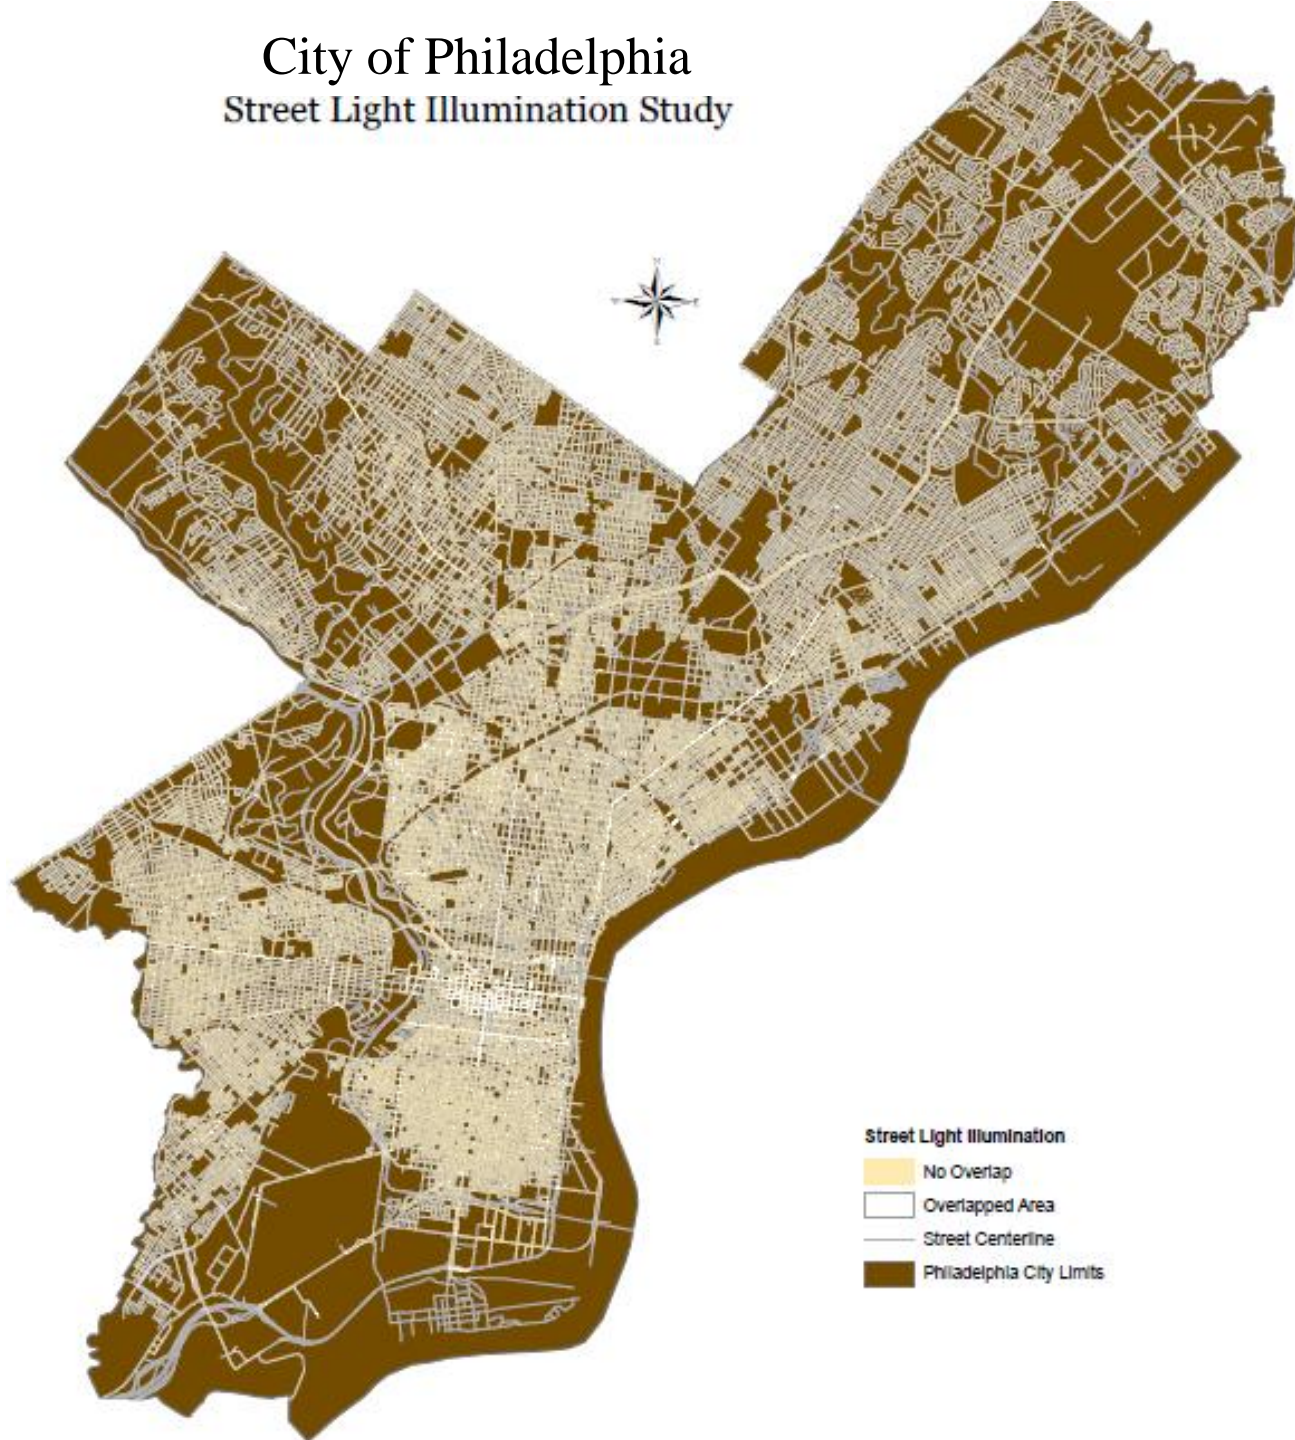 City of Philadelphia
Street Light Illumination Study
Street Light Illumination
No Overlap
Overlapped Area
Street Centerline
Philadelphia City Limits